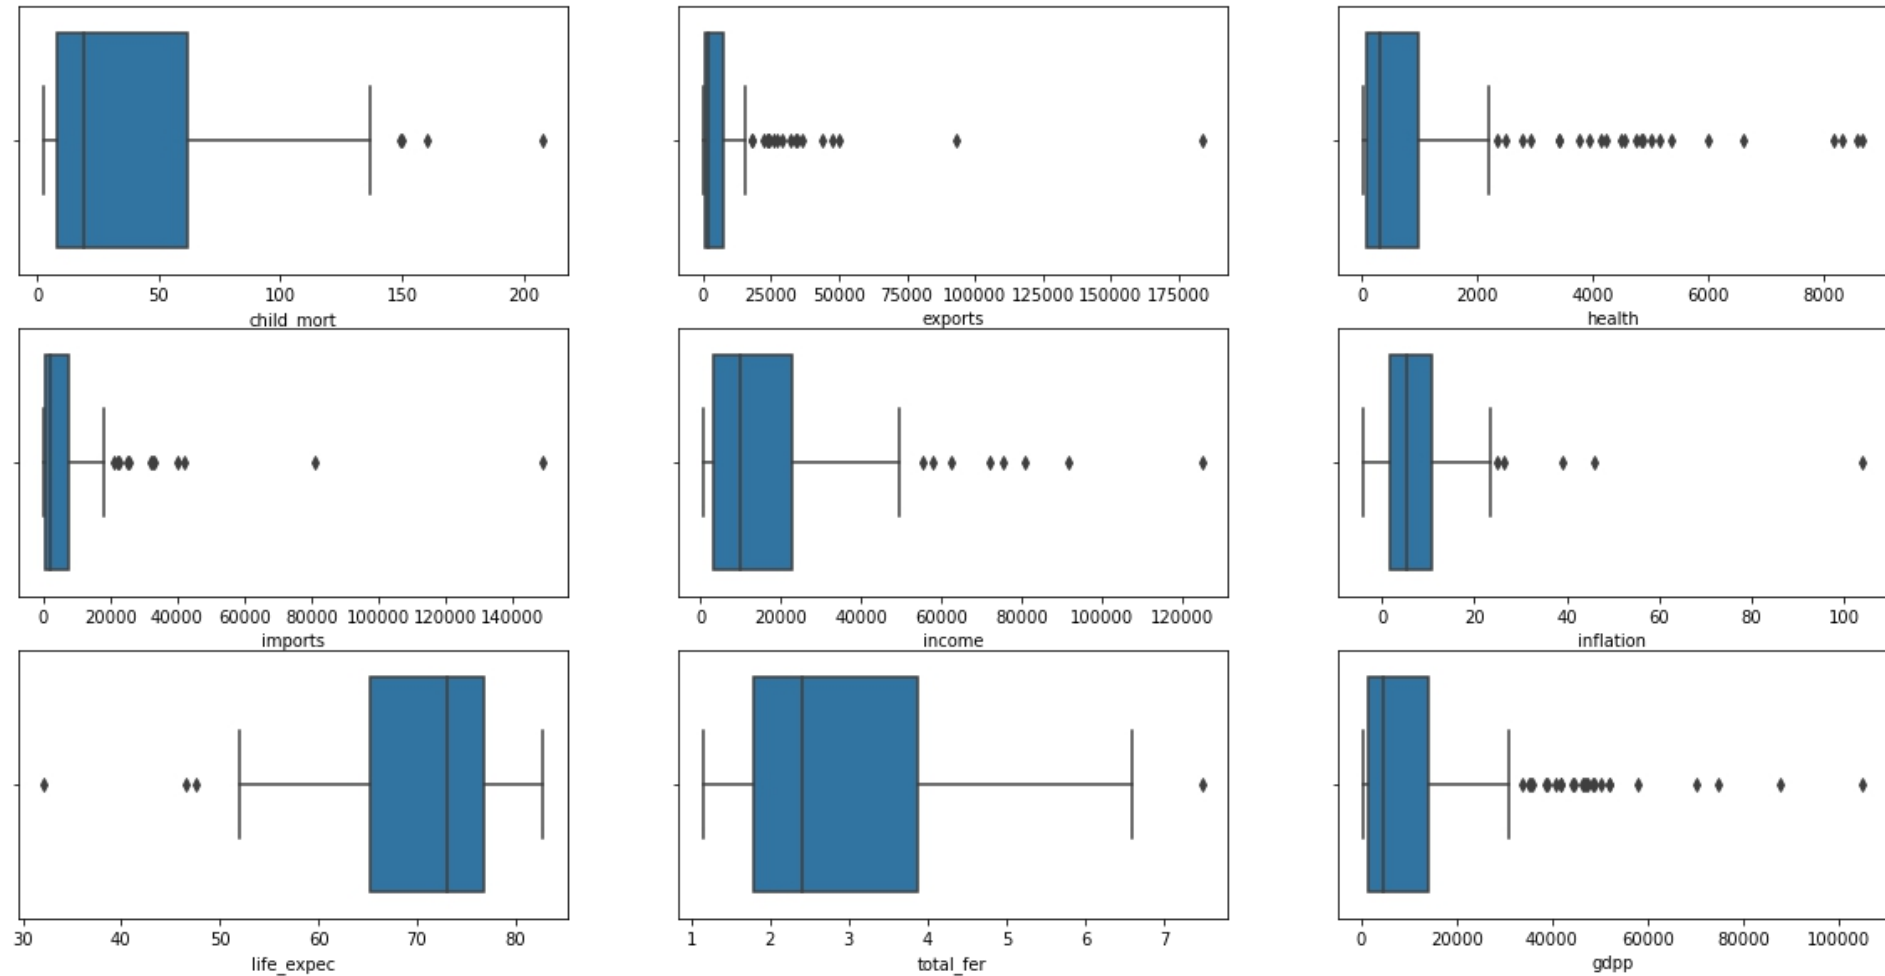 0 50 100 150 200
child_mort
0 25000 50000 75000 100000 125000 150000 175000
exports
0 2000 4000 6000 8000
health
0 20000 40000 60000 80000 100000 120000 140000
imports
0 20000 40000 60000 80000 100000 120000
income
0 20 40 60 80 100
inflation
30 40 50 60 70 80
life_expec
1 2 3 4 5 6 7
total_fer
0 20000 40000 60000 80000 100000
gdpp